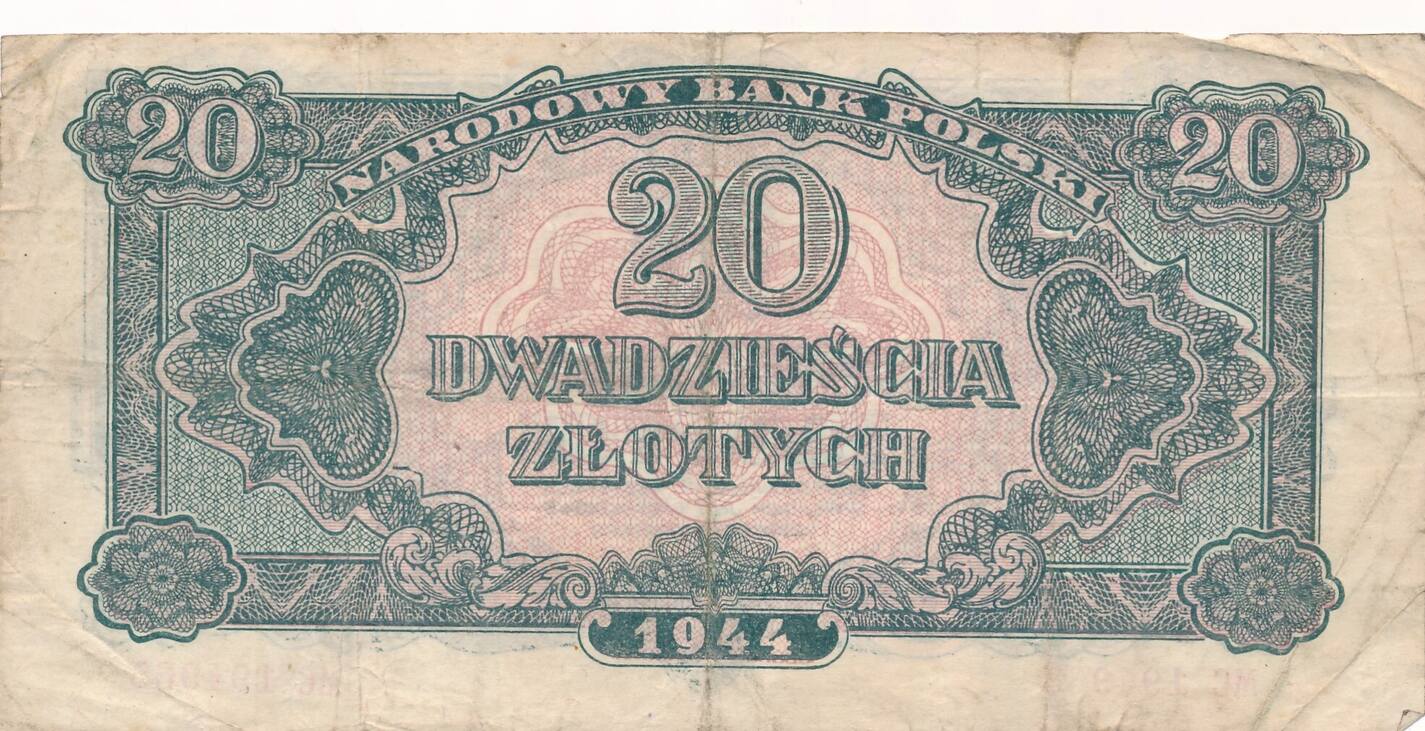 NARODOWY BANK POLSKI
20 20
20
DWADZIEŚCIA
ZŁOTYCH
1944